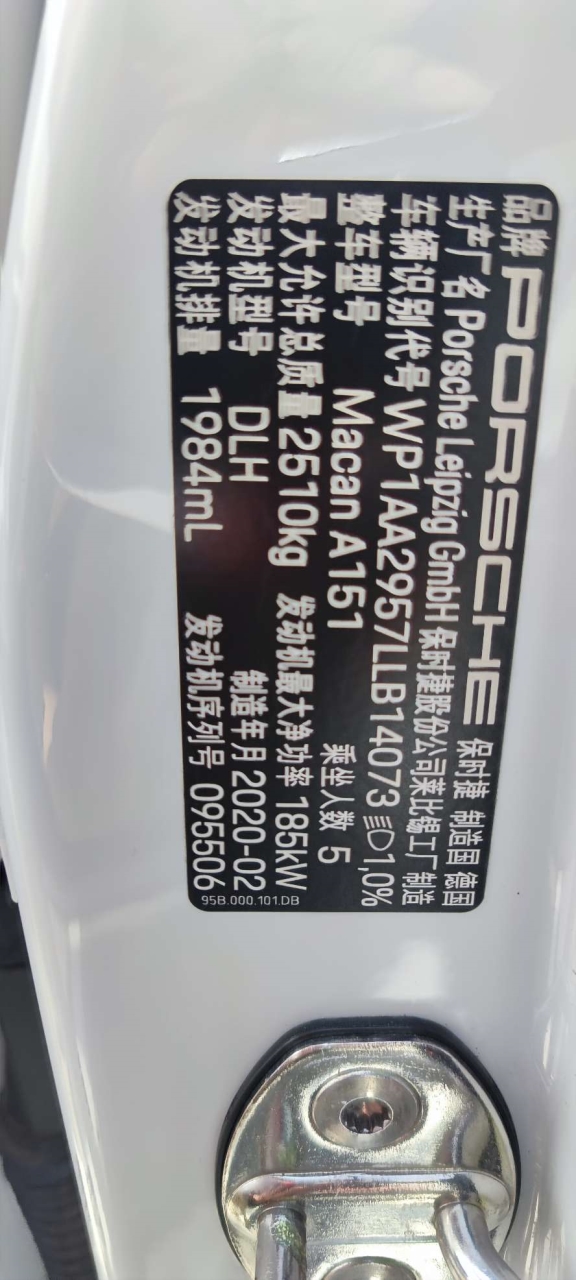 品牌 PORSCHE 保时捷 制造国 德国
生产厂名 Porsche Leipzig GmbH 保时捷股份公司莱比锡工厂制造
车辆识别代号 WP1AA2957LLB14073 1,0%
整车型号 Macan A151 乘坐人数 5
最大允许总质量 2510kg 发动机最大净功率 185kW
发动机型号 DLH 制造年月 2020-02
发动机排量 1984mL 发动机序列号 095506
95B.000.101.DB